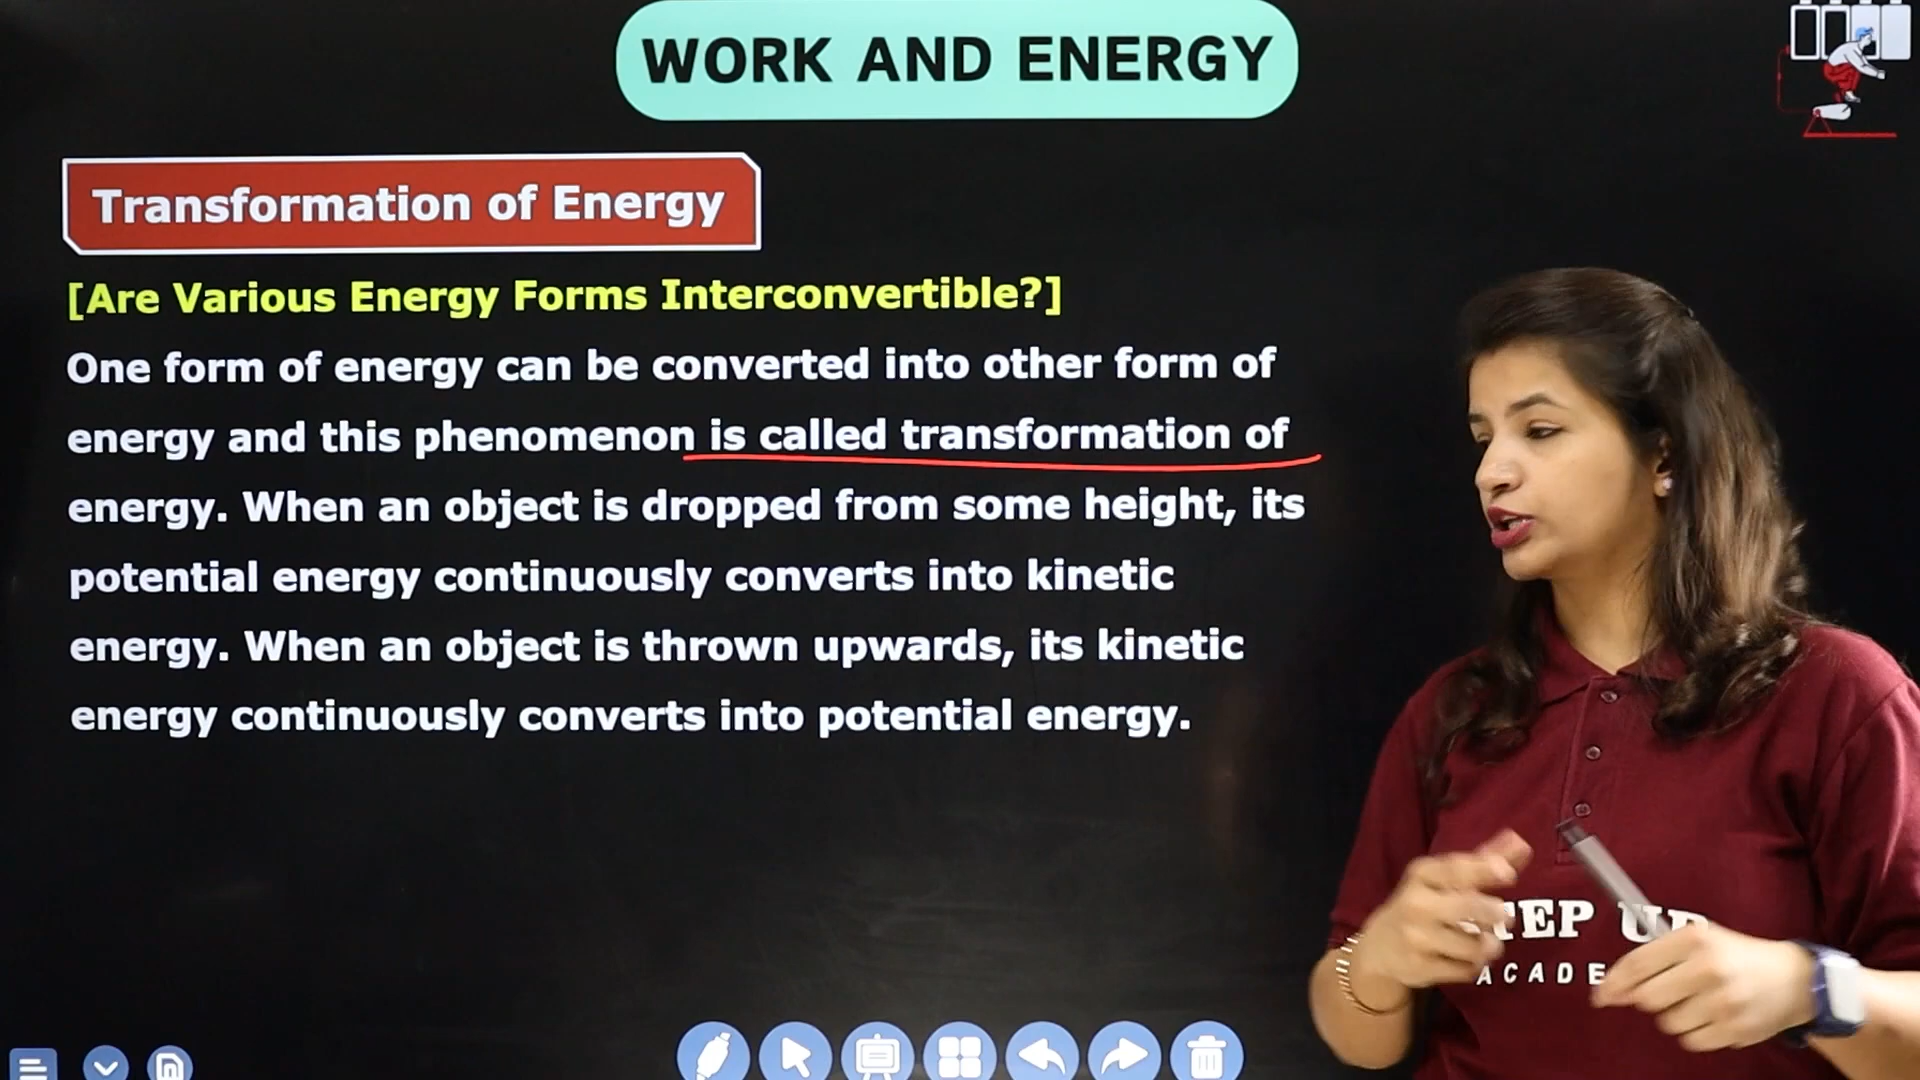 WORK AND ENERGY
Transformation of Energy
[Are Various Energy Forms Interconvertible?]
One form of energy can be converted into other form of
energy and this phenomenon is called transformation of
energy. When an object is dropped from some height, its
potential energy continuously converts into kinetic
energy. When an object is thrown upwards, its kinetic
energy continuously converts into potential energy.
TEP UP
ACADE